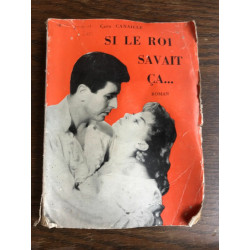 SI LE ROI
SAVAIT
ÇA...
ROMAN